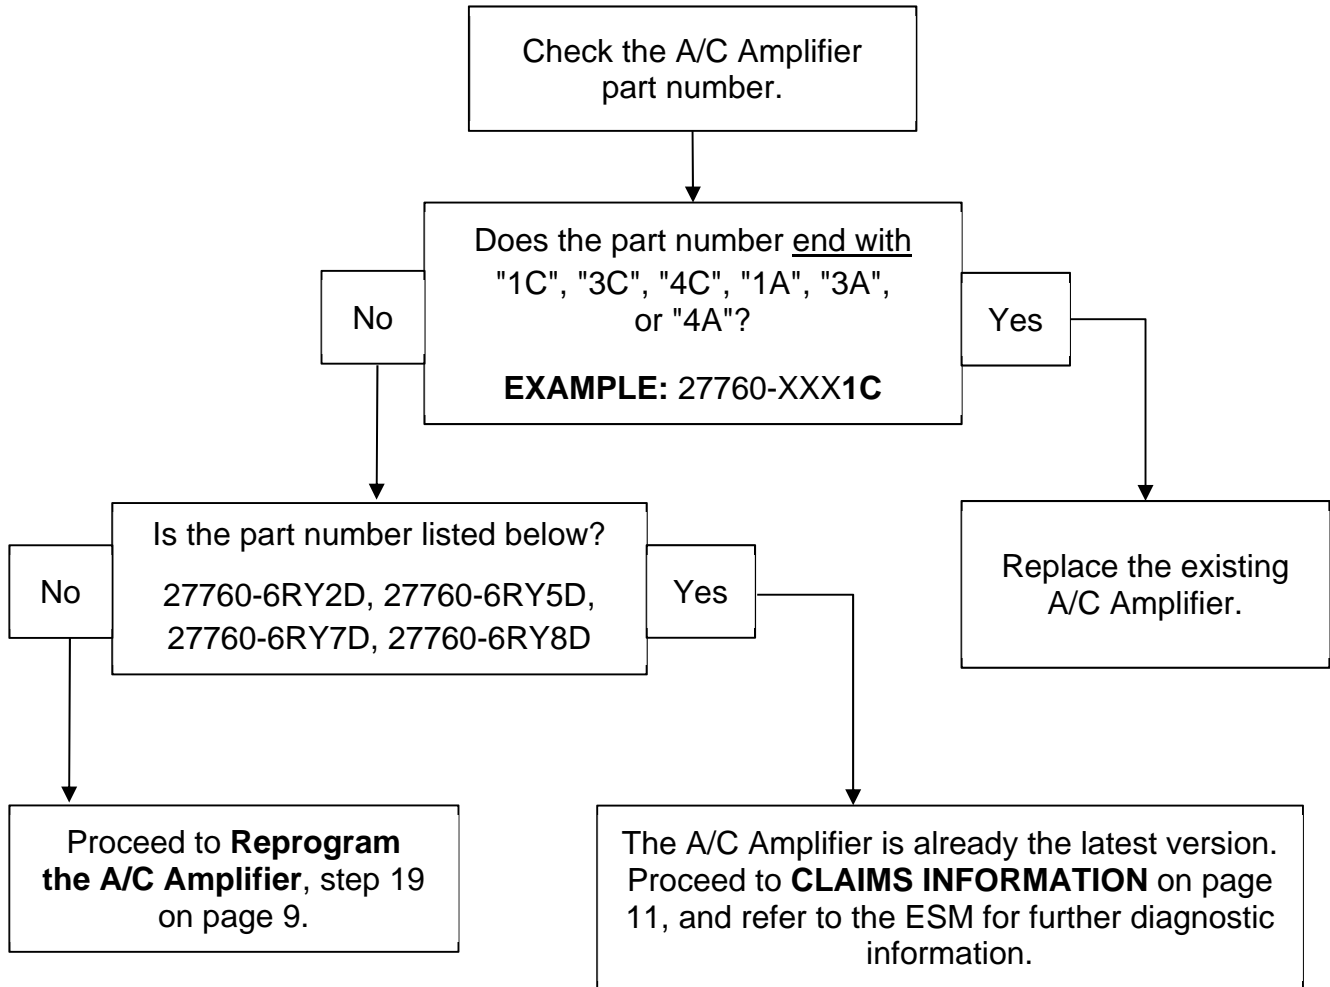 Check the A/C Amplifier
part number.
Does the part number end with
"1C", "3C", "4C", "1A", "3A",
or "4A"?
EXAMPLE: 27760-XXX1C
No
Yes
Is the part number listed below?
27760-6RY2D, 27760-6RY5D,
27760-6RY7D, 27760-6RY8D
No
Yes
Replace the existing
A/C Amplifier.
Proceed to Reprogram
the A/C Amplifier, step 19
on page 9.
The A/C Amplifier is already the latest version.
Proceed to CLAIMS INFORMATION on page
11, and refer to the ESM for further diagnostic
information.